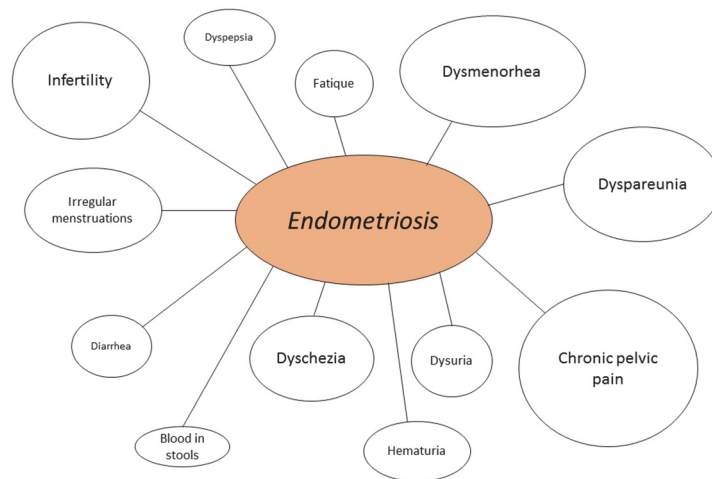 Dyspepsia
Infertility
Fatique
Dysmenorhea
Dyspareunia
Irregular
menstruations
Endometriosis
Diarrhea
Dyschezia
Dysuria
Chronic pelvic
pain
Blood in
stools
Hematuria